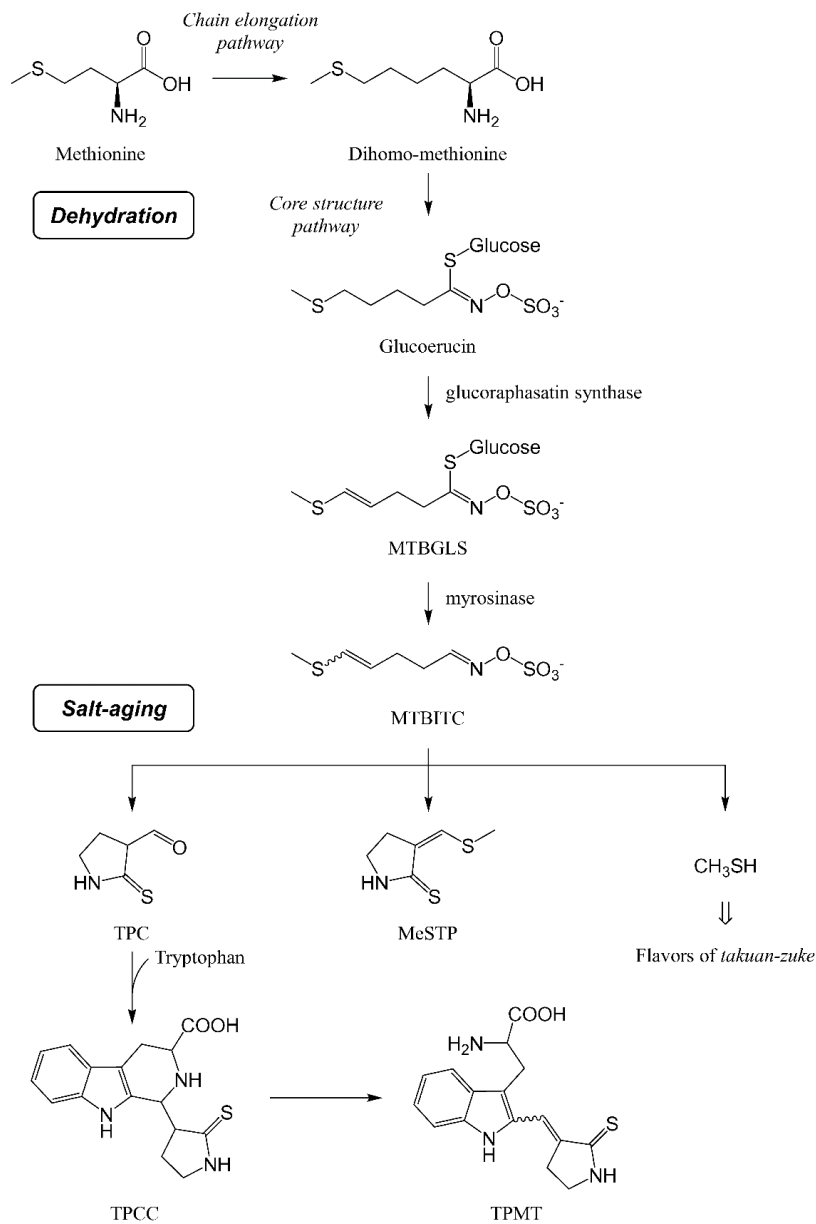 Chain elongation
pathway
S
O
OH
NH2
S
O
OH
NH2
Methionine
Dihomo-methionine
Dehydration
Core structure
pathway
Glucose
S
S
N
O
SO3-
Glucoerucin
glucoraphasatin synthase
Glucose
S
S
N
O
SO3-
MTBGLS
myrosinase
S
N
O
SO3-
Salt-aging
MTBITC
O
HN
S
TPC
S
HN
S
MeSTP
CH3SH
⇓
Flavors of takuan-zuke
Tryptophan
COOH
NH
N
H
S
NH
TPCC
COOH
H2N
N
H
S
NH
TPMT